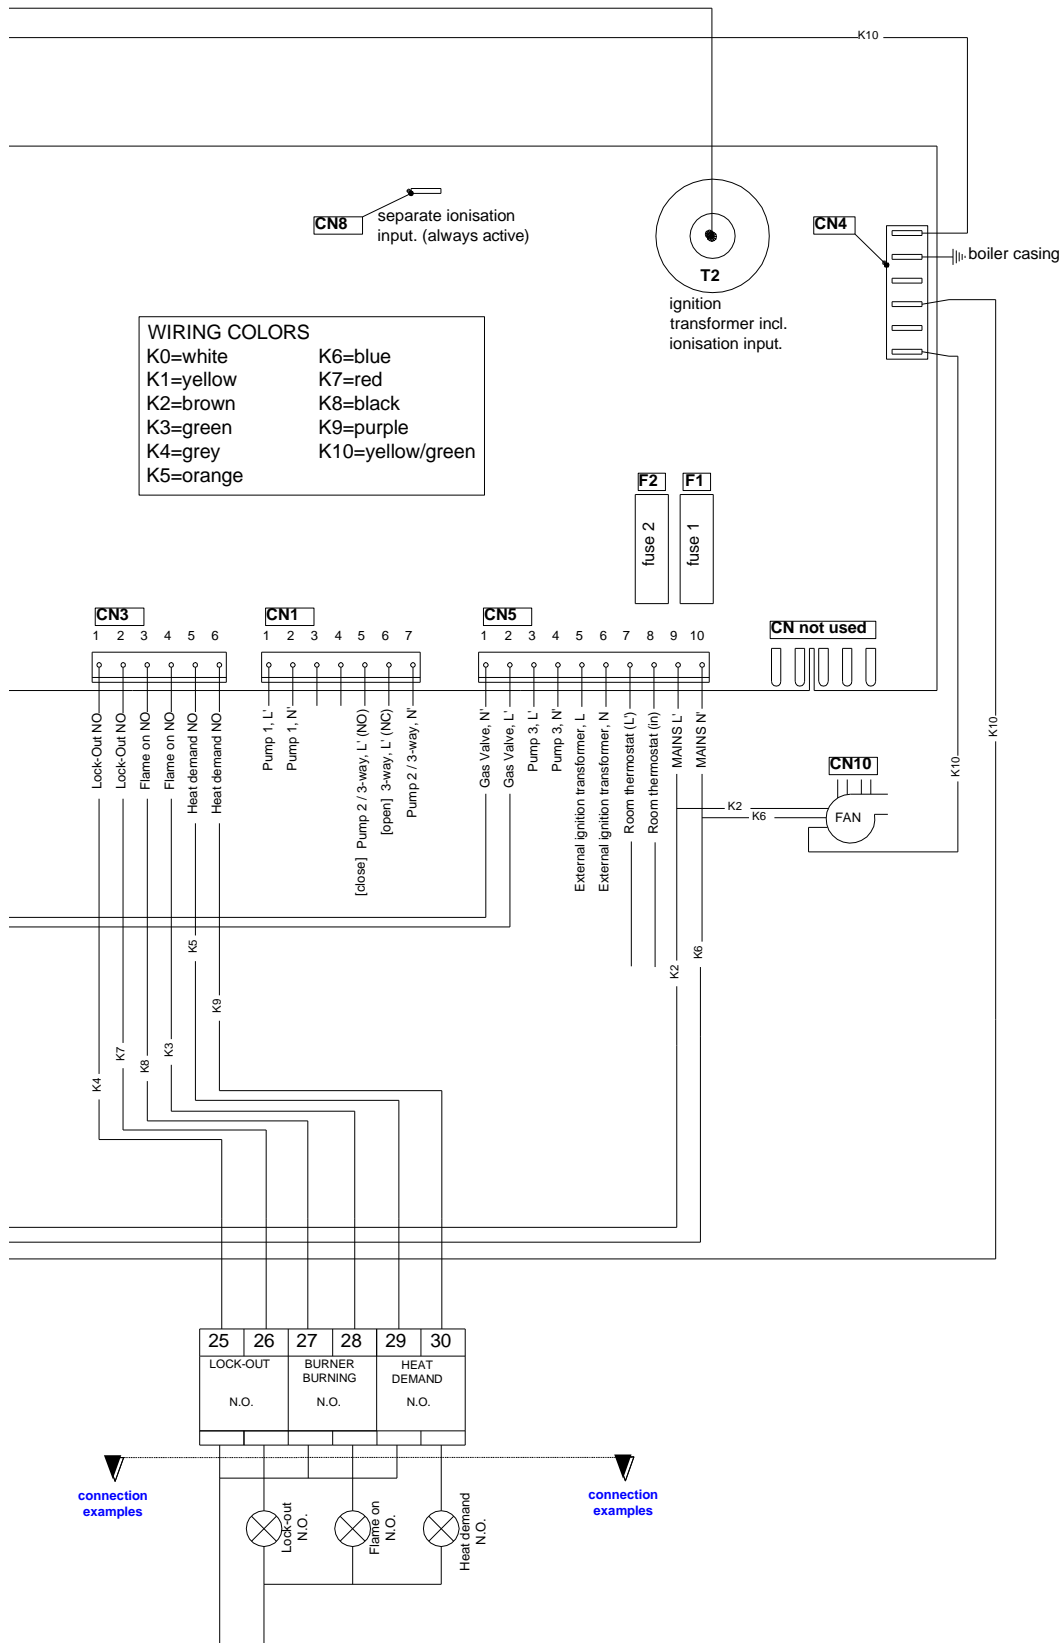 K10
CN8
separate ionisation
input. (always active)
CN4
boiler casing
T2
ignition
transformer incl.
ionisation input.
WIRING COLORS
K0=white
K1=yellow
K2=brown
K3=green
K4=grey
K5=orange
K6=blue
K7=red
K8=black
K9=purple
K10=yellow/green
F2
F1
fuse 2
fuse 1
CN3
1 2 3 4 5 6
CN1
1 2 3 4 5 6 7
CN5
1 2 3 4 5 6 7 8 9 10
CN not used
Lock-Out NO
Lock-Out NO
Flame on NO
Flame on NO
Heat demand NO
Heat demand NO
Pump 1, L'
Pump 1, N'
[close] Pump 2 / 3-way, L' (NO)
[open] 3-way, L' (NC)
Pump 2 / 3-way, N'
Gas Valve, N'
Gas Valve, L'
Pump 3, L'
Pump 3, N'
External ignition transformer, L
External ignition transformer, N
Room thermostat (L')
Room thermostat (in)
MAINS L'
MAINS N'
K10
K10
CN10
FAN
K2
K6
K5
K9
K2
K6
K4
K7
K8
K3
25 26 27 28 29 30
LOCK-OUT
N.O.
BURNER
BURNING
N.O.
HEAT
DEMAND
N.O.
connection
examples
connection
examples
Lock-out
N.O.
Flame on
N.O.
Heat demand
N.O.